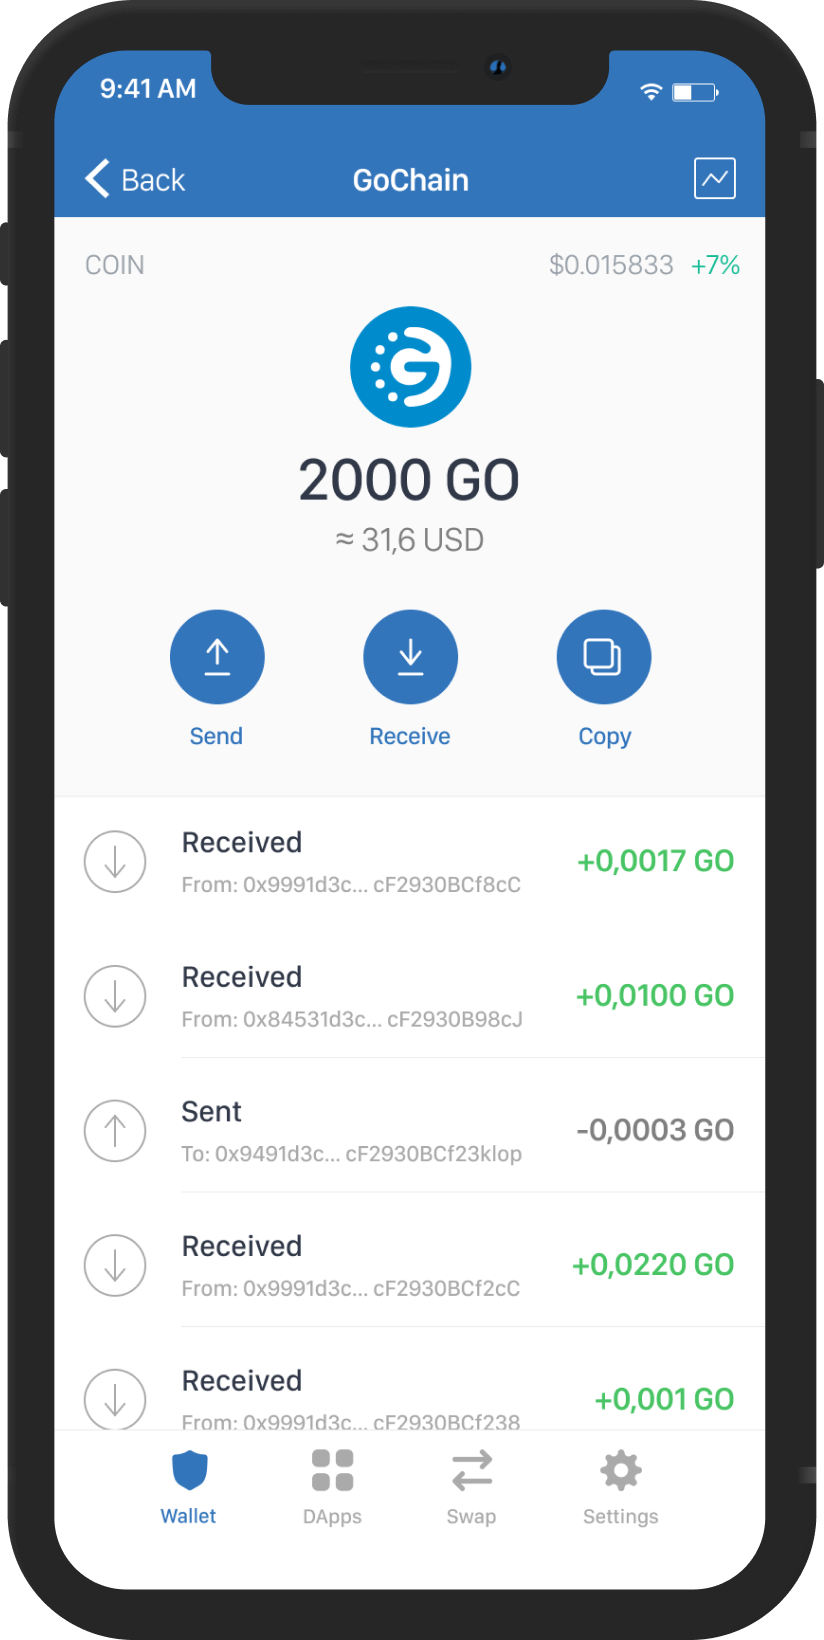 9:41 AM
Back
GoChain
COIN
$0.015833 +7%
2000 GO
≈ 31,6 USD
Send
Receive
Copy
Received
+0,0017 GO
From: 0x9991d3c... cF2930BCf8cC
Received
+0,0100 GO
From: 0x84531d3c... cF2930B98cJ
Sent
-0,0003 GO
To: 0x9491d3c... cF2930BCf23klop
Received
+0,0220 GO
From: 0x9991d3c... cF2930BCf2cC
Received
+0,001 GO
From: 0x9991d3c... cF2930BCf238
Wallet
DApps
Swap
Settings